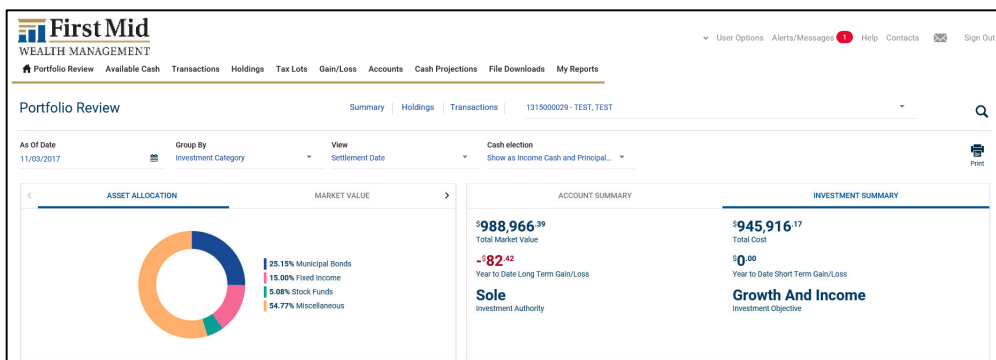 First Mid
WEALTH MANAGEMENT
User Options Alerts/Messages 1 Help Contacts Sign Out
Portfolio Review Available Cash Transactions Holdings Tax Lots Gain/Loss Accounts Cash Projections File Downloads My Reports
Portfolio Review Summary Holdings Transactions 1315000029 - TEST, TEST
As Of Date Group By View Cash election
11/03/2017 Investment Category Settlement Date Show as Income Cash and Principal... Print
ASSET ALLOCATION MARKET VALUE ACCOUNT SUMMARY INVESTMENT SUMMARY
25.15% Municipal Bonds
15.00% Fixed Income
5.08% Stock Funds
54.77% Miscellaneous
$988,966.39 $945,916.17
Total Market Value Total Cost
-$82.42 $0.00
Year to Date Long Term Gain/Loss Year to Date Short Term Gain/Loss
Sole Growth And Income
Investment Authority Investment Objective